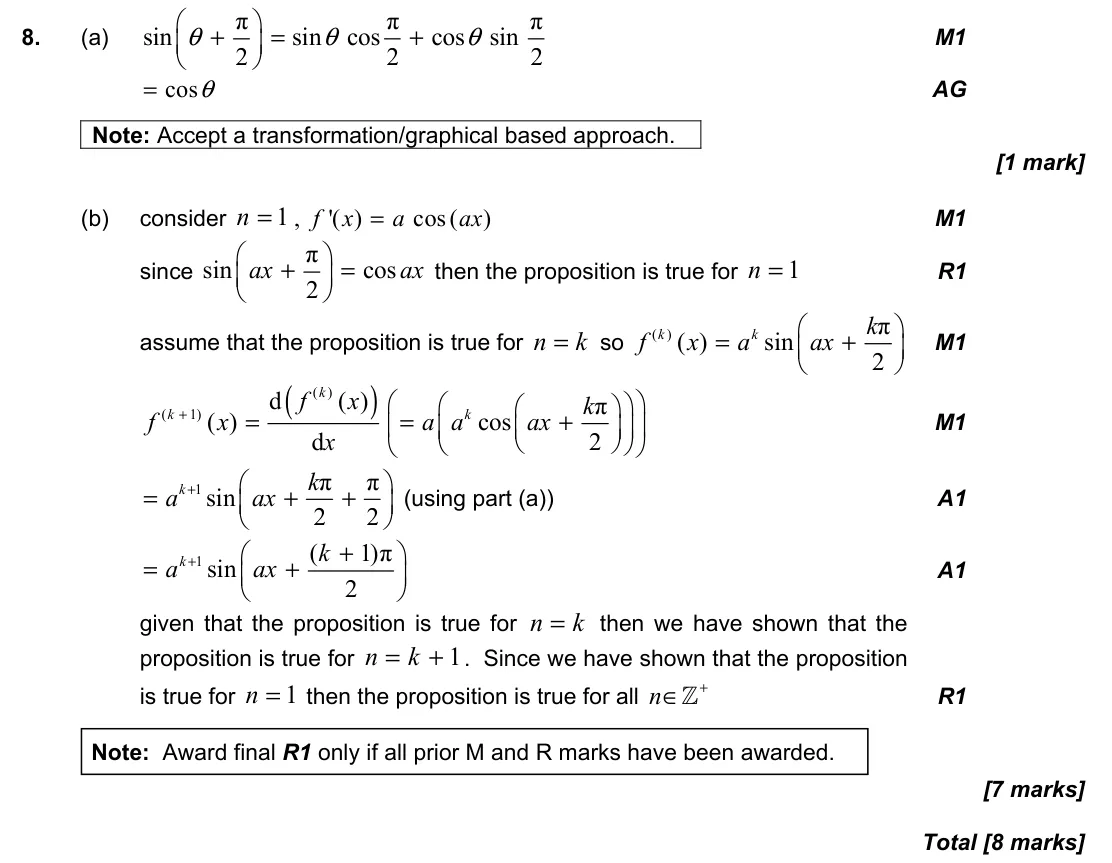 8. (a) sin(θ + π/2) = sin θ cos π/2 + cos θ sin π/2 M1
= cos θ AG
Note: Accept a transformation/graphical based approach.
[1 mark]
(b) consider n = 1, f '(x) = a cos(ax) M1
since sin(ax + π/2) = cos ax then the proposition is true for n = 1 R1
assume that the proposition is true for n = k so f^(k)(x) = a^k sin(ax + kπ/2) M1
f^(k+1)(x) = d(f^(k)(x))/dx (= a(a^k cos(ax + kπ/2))) M1
= a^(k+1) sin(ax + kπ/2 + π/2) (using part (a)) A1
= a^(k+1) sin(ax + (k + 1)π/2) A1
given that the proposition is true for n = k then we have shown that the
proposition is true for n = k + 1. Since we have shown that the proposition
is true for n = 1 then the proposition is true for all n∈ℤ⁺ R1
Note: Award final R1 only if all prior M and R marks have been awarded.
[7 marks]
Total [8 marks]